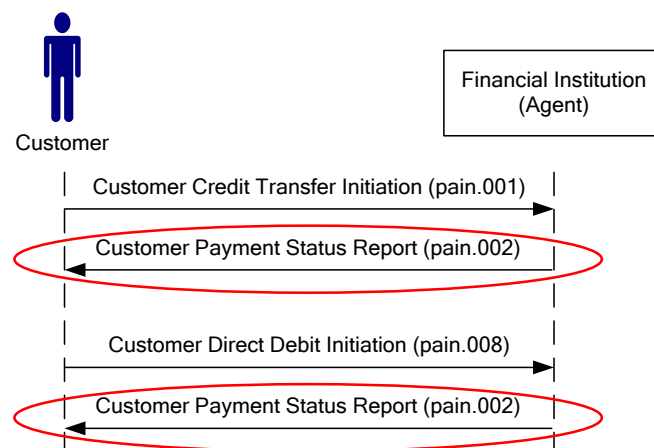 Financial Institution
(Agent)
Customer
Customer Credit Transfer Initiation (pain.001)
Customer Payment Status Report (pain.002)
Customer Direct Debit Initiation (pain.008)
Customer Payment Status Report (pain.002)